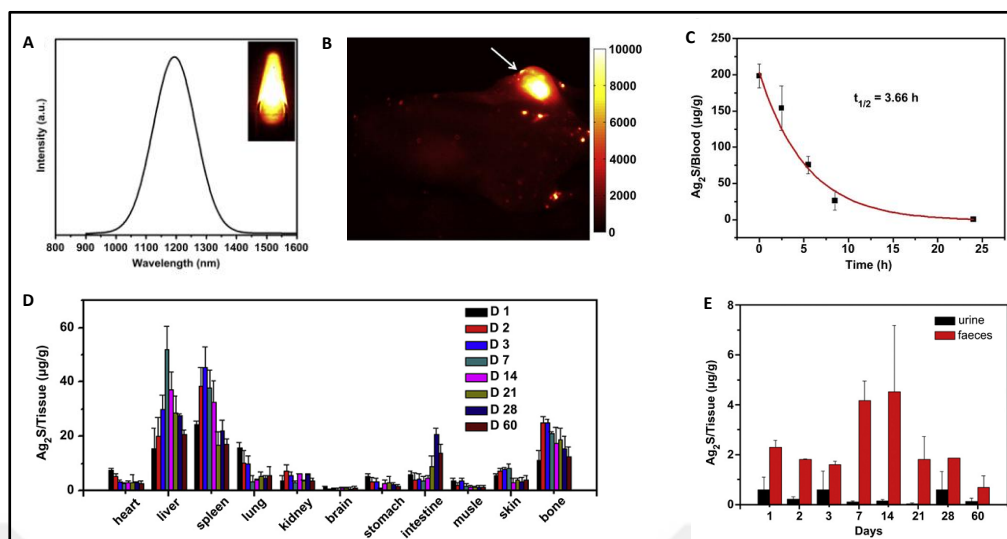 A
Intensity (a.u.)
800 900 1000 1100 1200 1300 1400 1500 1600
Wavelength (nm)
B
10000
8000
6000
4000
2000
0
C
Ag2S/Blood (µg/g)
250
200
150
100
50
0
t1/2 = 3.66 h
0 5 10 15 20 25
Time (h)
D
Ag2S/Tissue (µg/g)
60
40
20
0
D 1
D 2
D 3
D 7
D 14
D 21
D 28
D 60
heart liver spleen lung kidney brain stomach intestine musle skin bone
E
Ag2S/Tissue (µg/g)
8
6
4
2
0
urine
faeces
1 2 3 7 14 21 28 60
Days